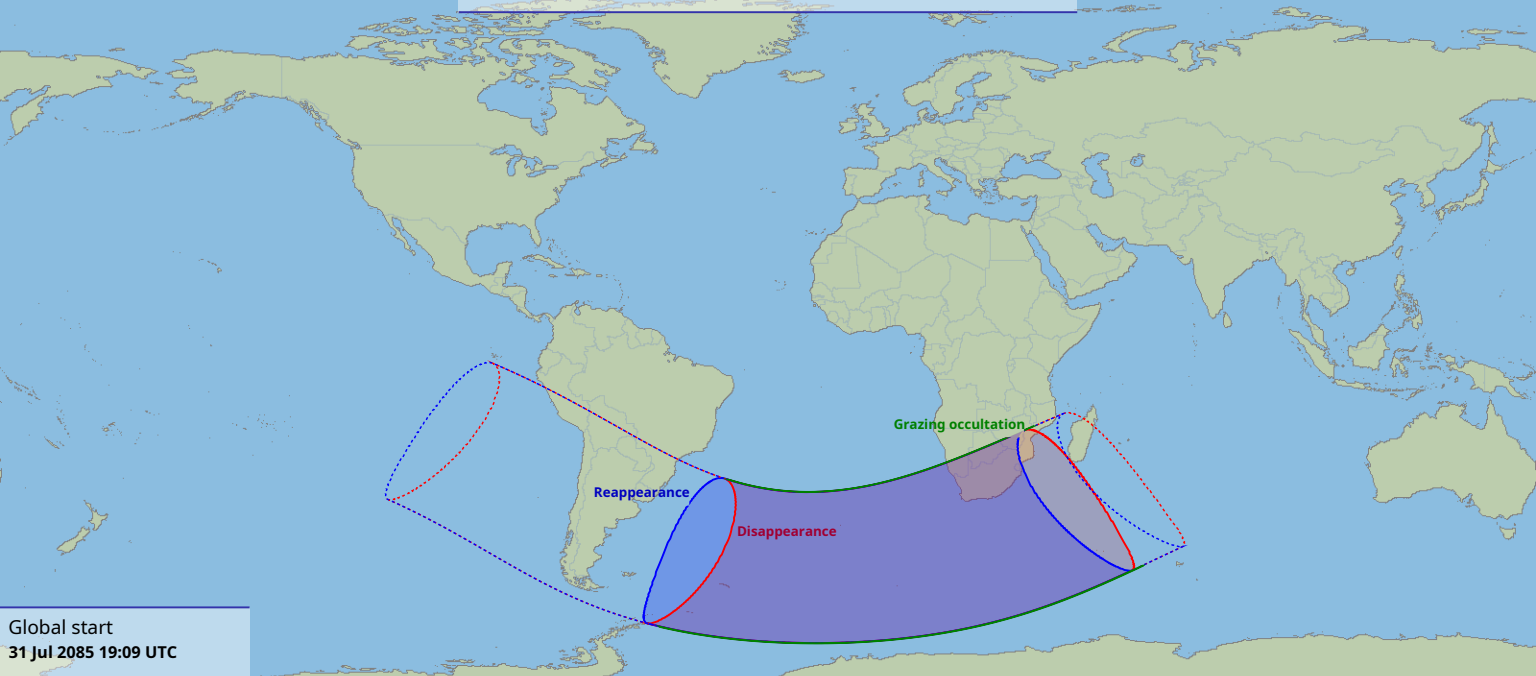 Grazing occultation
Reappearance
Disappearance
Global start
31 Jul 2085 19:09 UTC